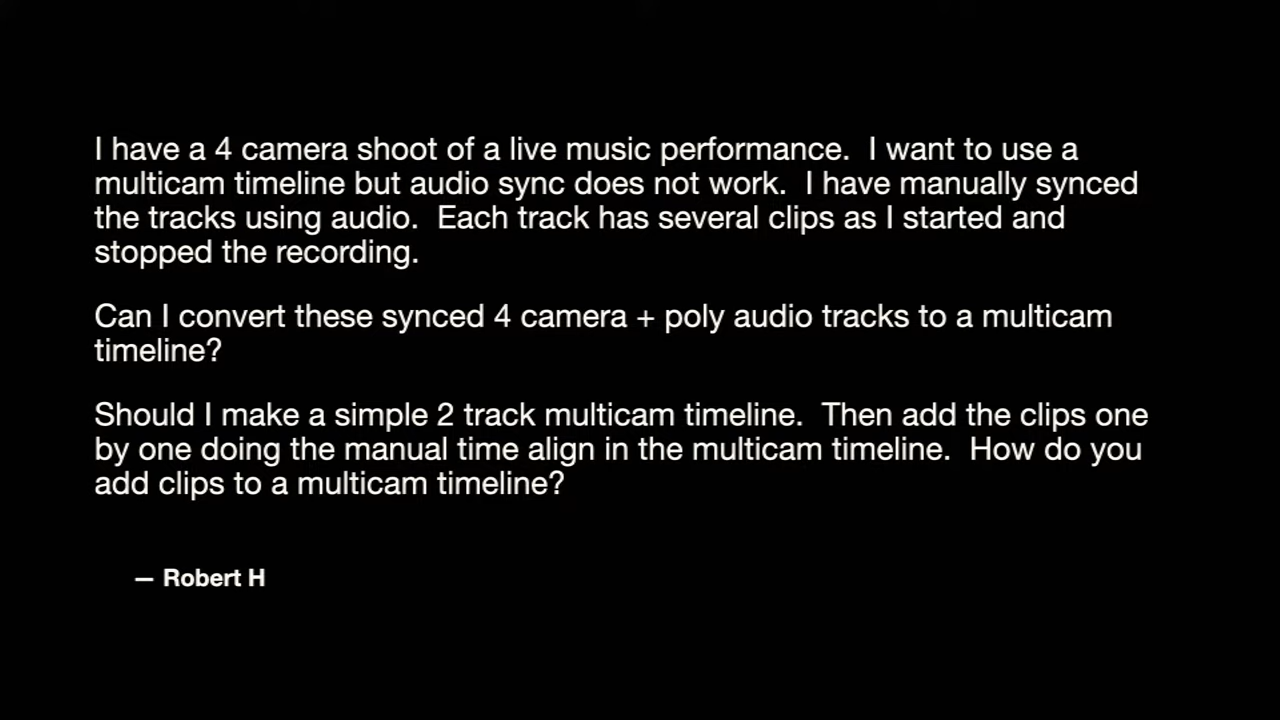 I have a 4 camera shoot of a live music performance.  I want to use a
multicam timeline but audio sync does not work.  I have manually synced
the tracks using audio.  Each track has several clips as I started and
stopped the recording.
Can I convert these synced 4 camera + poly audio tracks to a multicam
timeline?
Should I make a simple 2 track multicam timeline.  Then add the clips one
by one doing the manual time align in the multicam timeline.  How do you
add clips to a multicam timeline?
— Robert H